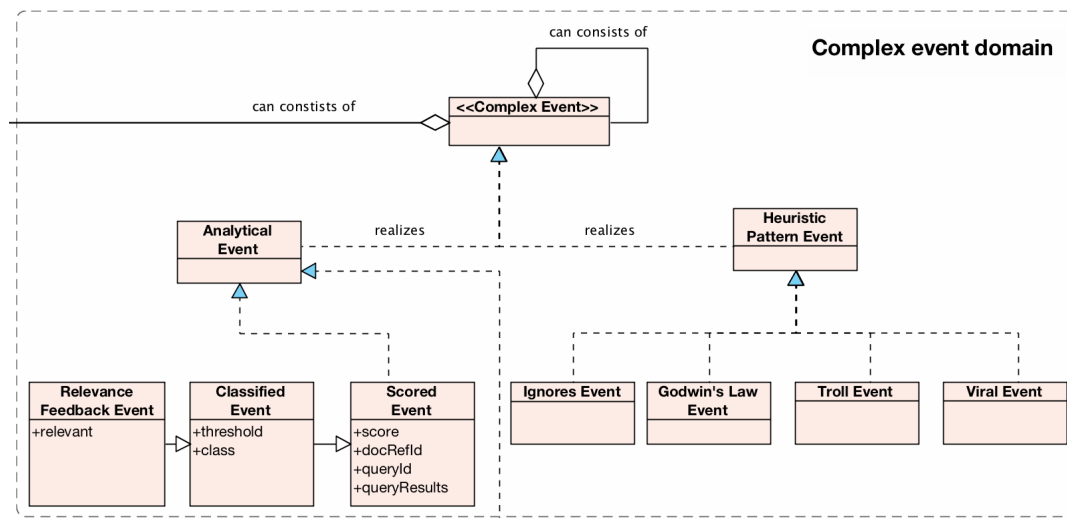 can consists of
Complex event domain
can constists of
<<Complex Event>>
Analytical
Event
realizes
realizes
Heuristic
Pattern Event
Relevance
Feedback Event
+relevant
Classified
Event
+threshold
+class
Scored
Event
+score
+docRefId
+queryId
+queryResults
Ignores Event
Godwin's Law
Event
Troll Event
Viral Event